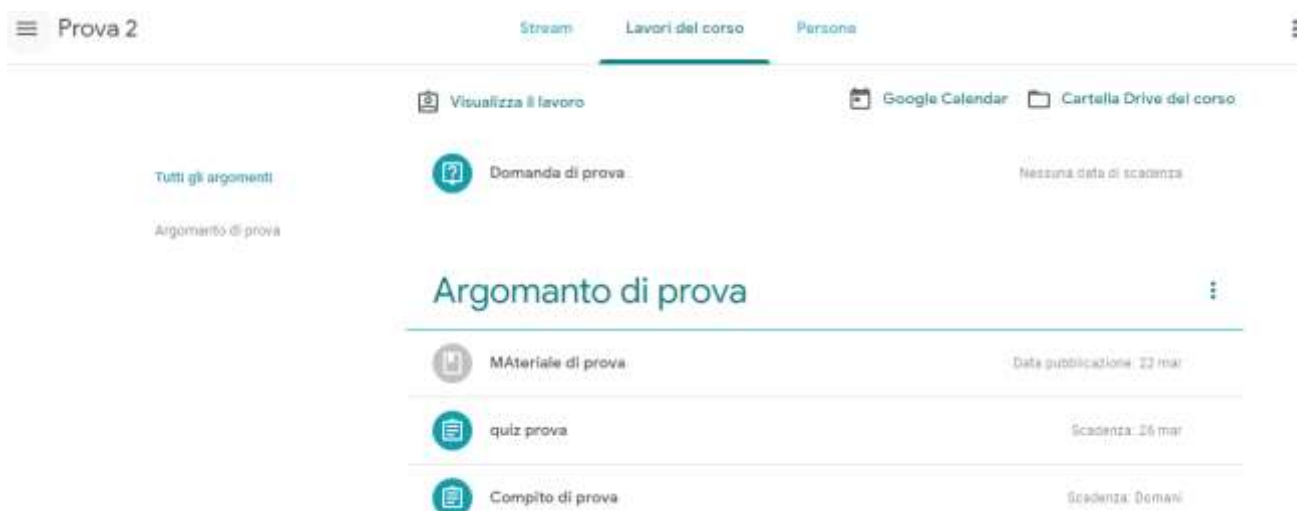 Prova 2
Stream Lavori del corso Persone
Visualizza il lavoro Google Calendar Cartella Drive del corso
Tutti gli argomenti
Argomanto di prova
Domanda di prova Nessuna data di scadenza
Argomanto di prova
MAteriale di prova Data pubblicazione: 22 mar
quiz prova Scadenza: 26 mar
Compito di prova Scadenza: Domani